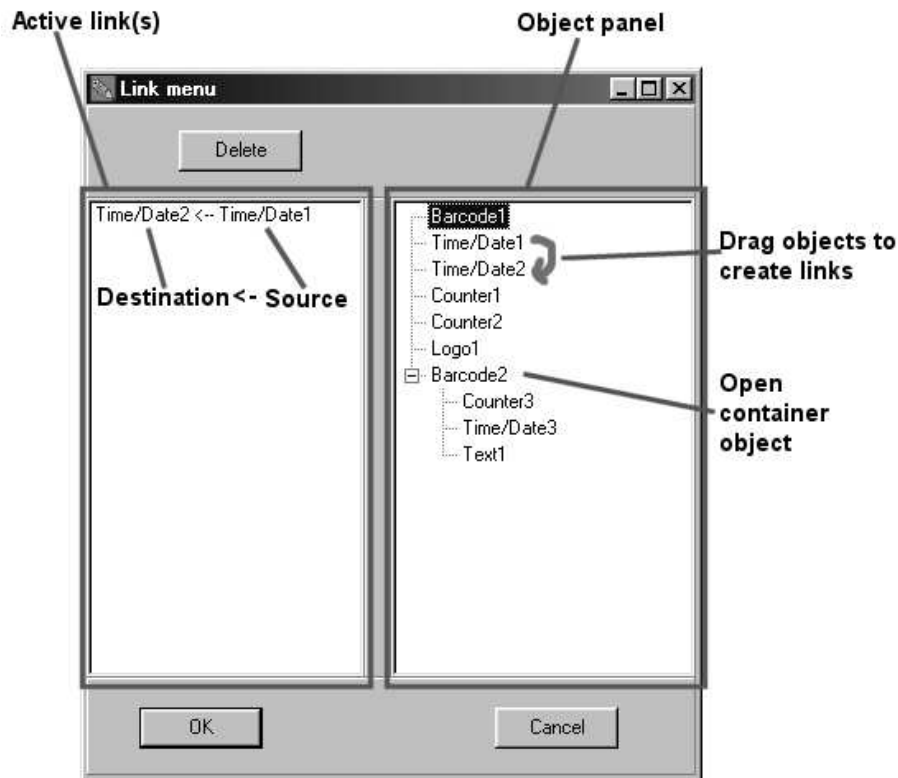 Active link(s)
Object panel
Link menu
Delete
Time/Date2 <-- Time/Date1
Destination <- Source
Barcode1
Time/Date1
Time/Date2
Counter1
Counter2
Logo1
Barcode2
Counter3
Time/Date3
Text1
Drag objects to
create links
Open
container
object
OK
Cancel